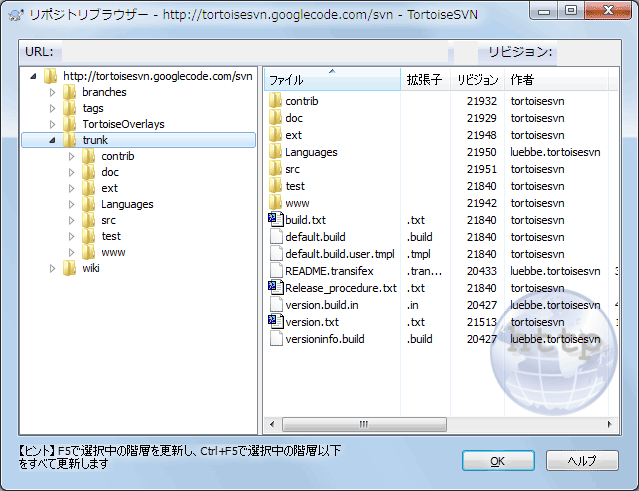 リポジトリブラウザー - http://tortoisesvn.googlecode.com/svn - TortoiseSVN
URL: リビジョン:
http://tortoisesvn.googlecode.com/svn
branches
tags
TortoiseOverlays
trunk
contrib
doc
ext
Languages
src
test
www
wiki
ファイル 拡張子 リビジョン 作者
contrib 21932 tortoisesvn
doc 21929 tortoisesvn
ext 21948 tortoisesvn
Languages 21950 luebbe.tortoisesvn
src 21951 tortoisesvn
test 21840 tortoisesvn
www 21942 tortoisesvn
build.txt .txt 21840 tortoisesvn
default.build .build 21840 tortoisesvn
default.build.user.tmpl .tmpl 21840 tortoisesvn
README.transifex .tran... 20433 luebbe.tortoisesvn 3
Release_procedure.txt .txt 21840 tortoisesvn
version.build.in .in 20427 luebbe.tortoisesvn
version.txt .txt 21513 tortoisesvn
versioninfo.build .build 20427 luebbe.tortoisesvn
http
【ヒント】F5で選択中の階層を更新し、Ctrl+F5で選択中の階層以下
をすべて更新します
OK ヘルプ